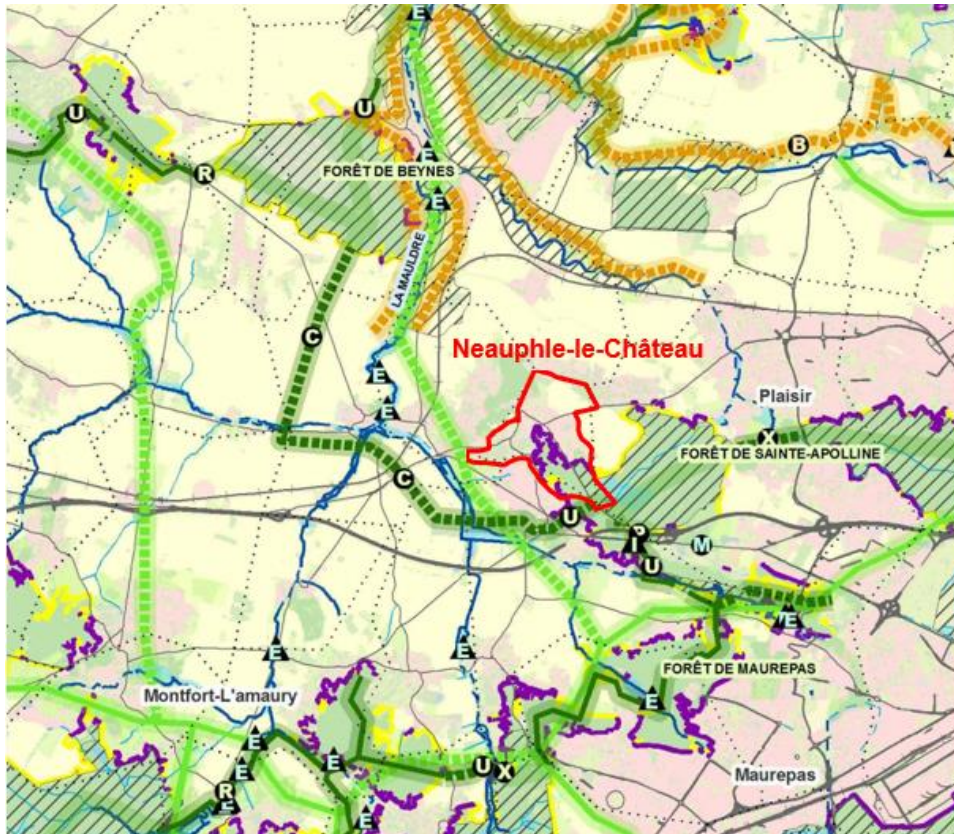 E
U
U
B
E
FORÊT DE BEYNES
R
E
LA MAULDRE
C
Neauphle-le-Château
E
Plaisir
E
X
FORÊT DE SAINTE-APOLLINE
C
U
P
I
M
U
E
E
E
FORÊT DE MAUREPAS
Montfort-L'amaury
E
E
E
E
U
X
Maurepas
R
E
E